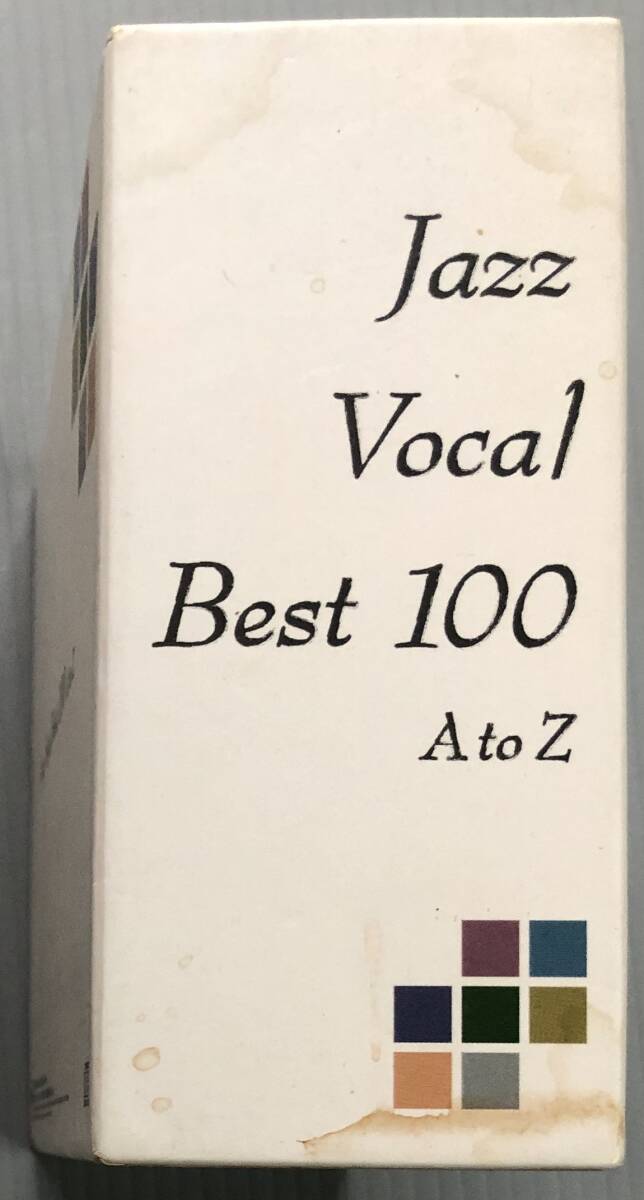 Jazz
Vocal
Best 100
A to Z